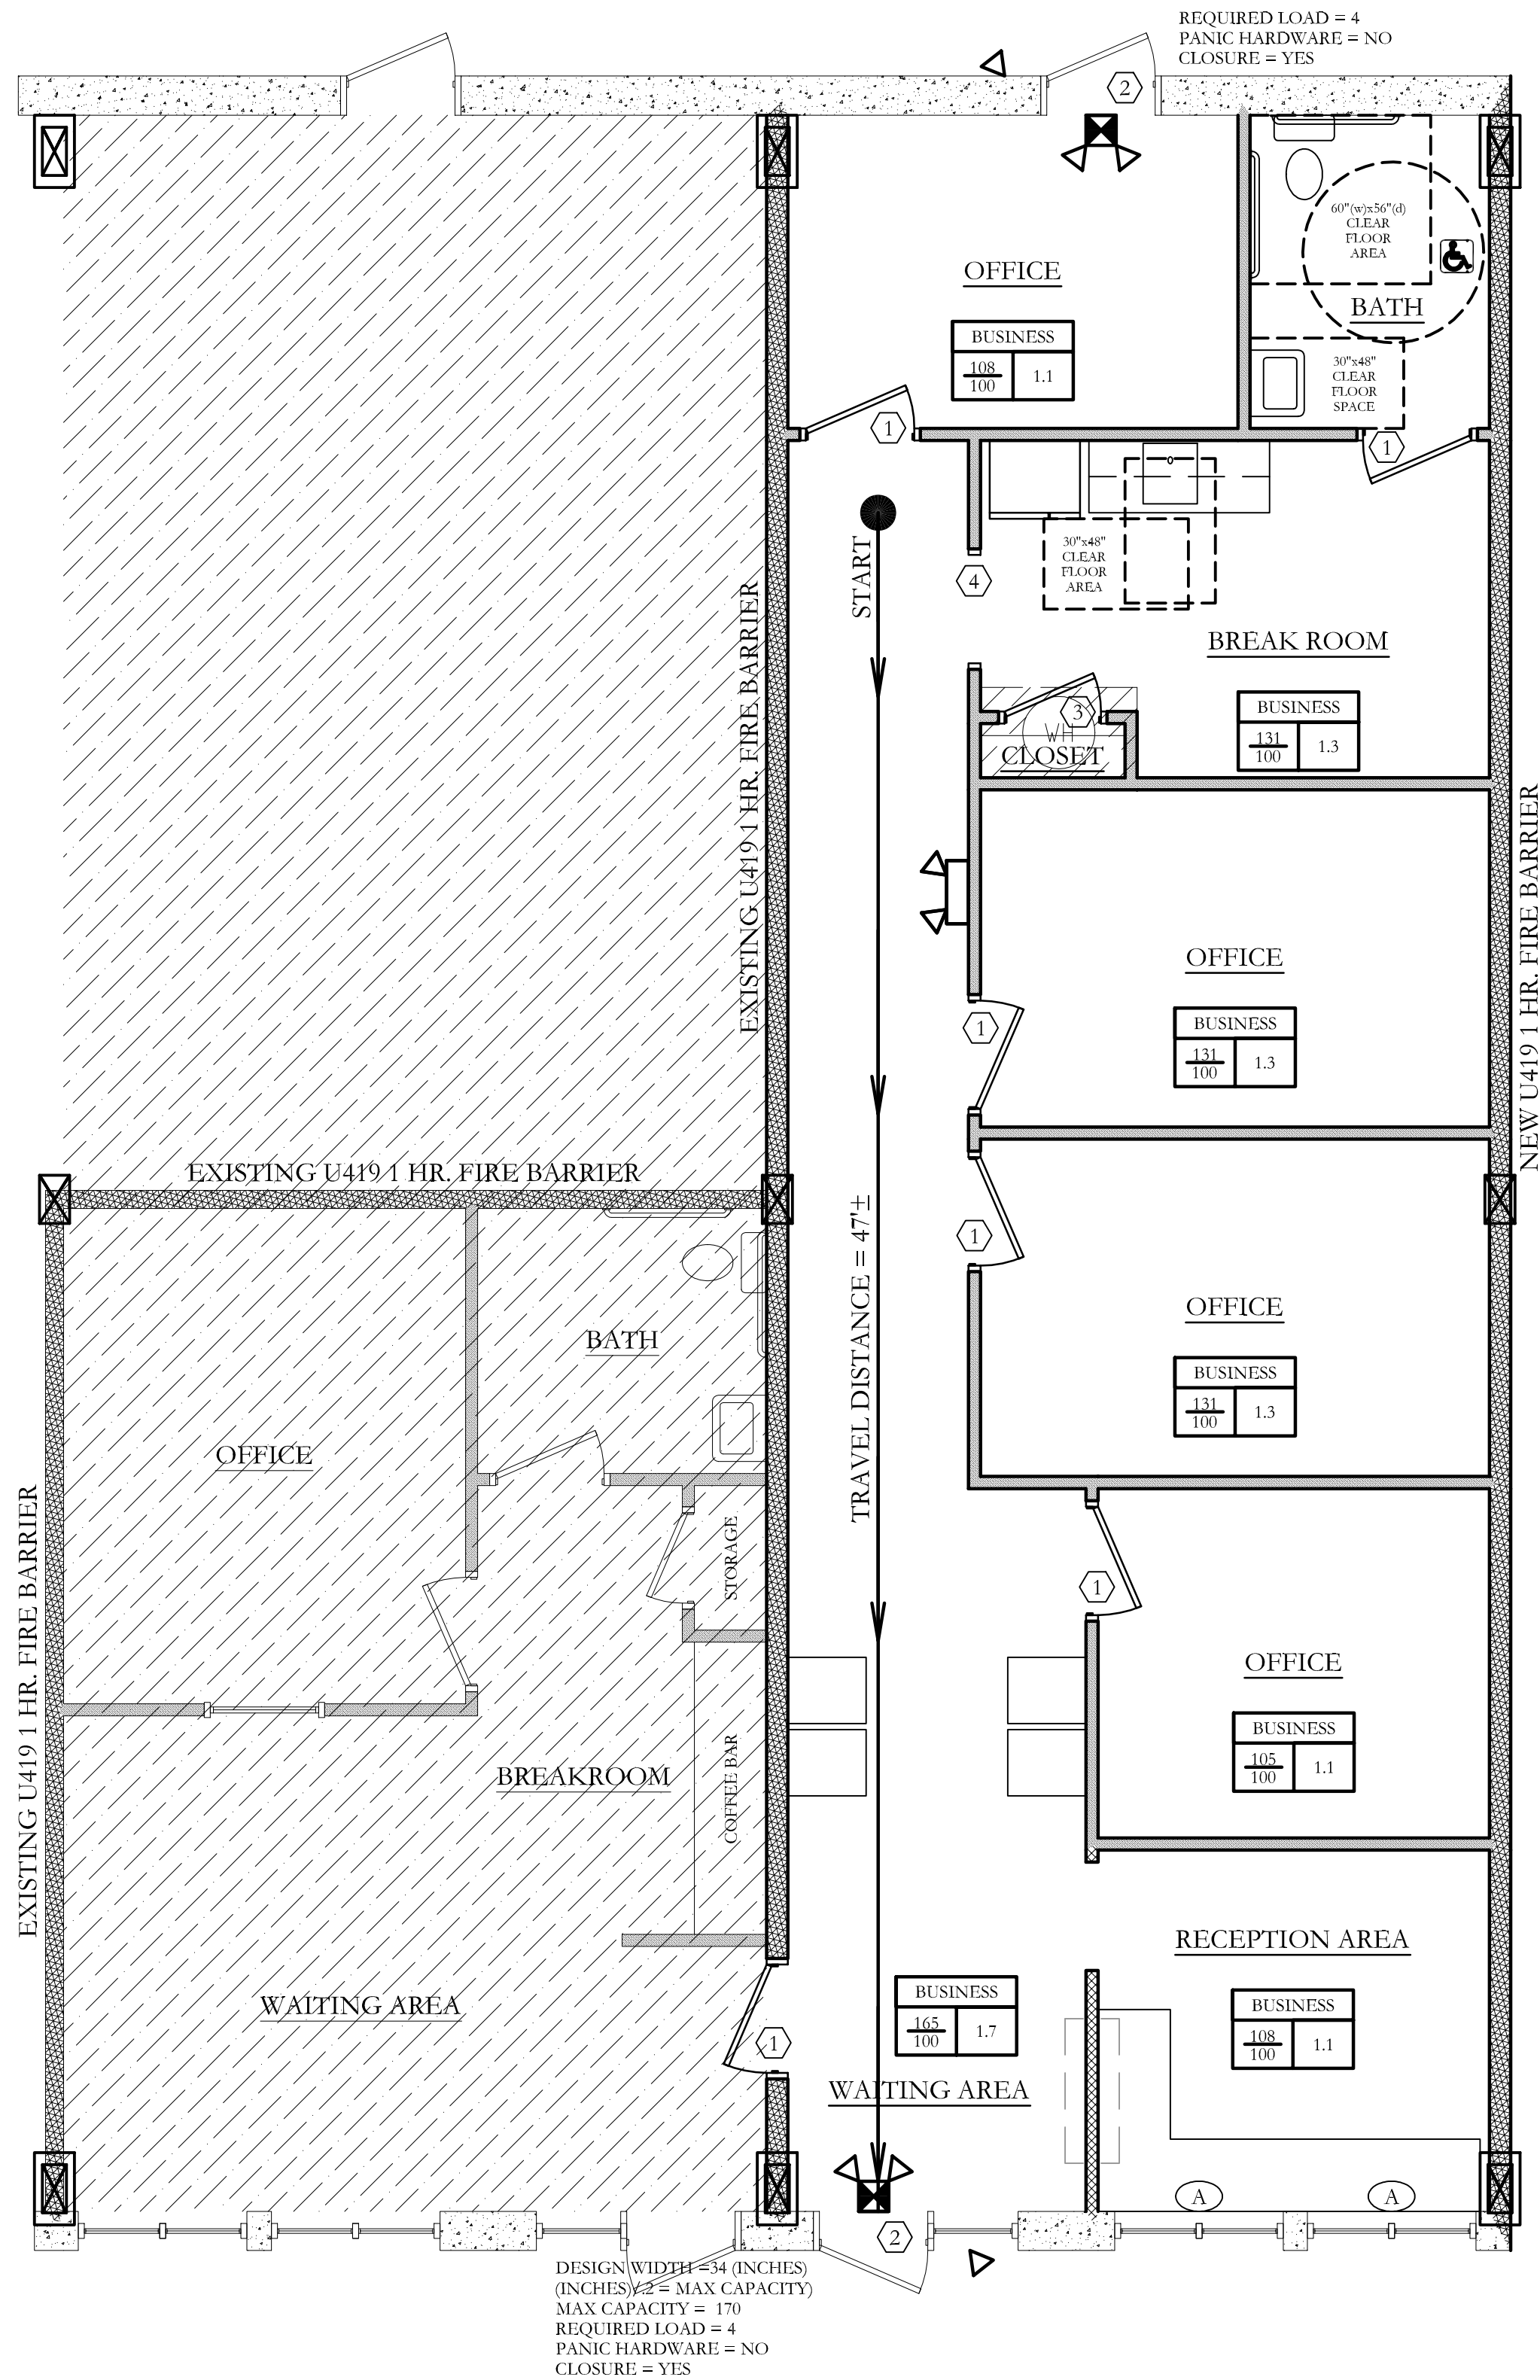 REQUIRED LOAD = 4
PANIC HARDWARE = NO
CLOSURE = YES
2
60"(w)x56"(d)
CLEAR
FLOOR
AREA
OFFICE
BATH
BUSINESS
108
100
1.1
30"x48"
CLEAR
FLOOR
SPACE
1
1
START
30"x48"
CLEAR
FLOOR
AREA
4
EXISTING U419 1 HR. FIRE BARRIER
BREAK ROOM
BUSINESS
131
100
1.3
3
WH
CLOSET
NEW U419 1 HR. FIRE BARRIER
OFFICE
BUSINESS
131
100
1.3
1
EXISTING U419 1 HR. FIRE BARRIER
TRAVEL DISTANCE = 47'±
1
OFFICE
BUSINESS
131
100
1.3
BATH
OFFICE
EXISTING U419 1 HR. FIRE BARRIER
STORAGE
1
OFFICE
BUSINESS
105
100
1.1
BREAKROOM
COFFEE BAR
RECEPTION AREA
BUSINESS
108
100
1.1
WAITING AREA
BUSINESS
165
100
1.7
1
WAITING AREA
A
A
2
DESIGN WIDTH =34 (INCHES)
(INCHES)/.2 = MAX CAPACITY)
MAX CAPACITY = 170
REQUIRED LOAD = 4
PANIC HARDWARE = NO
CLOSURE = YES